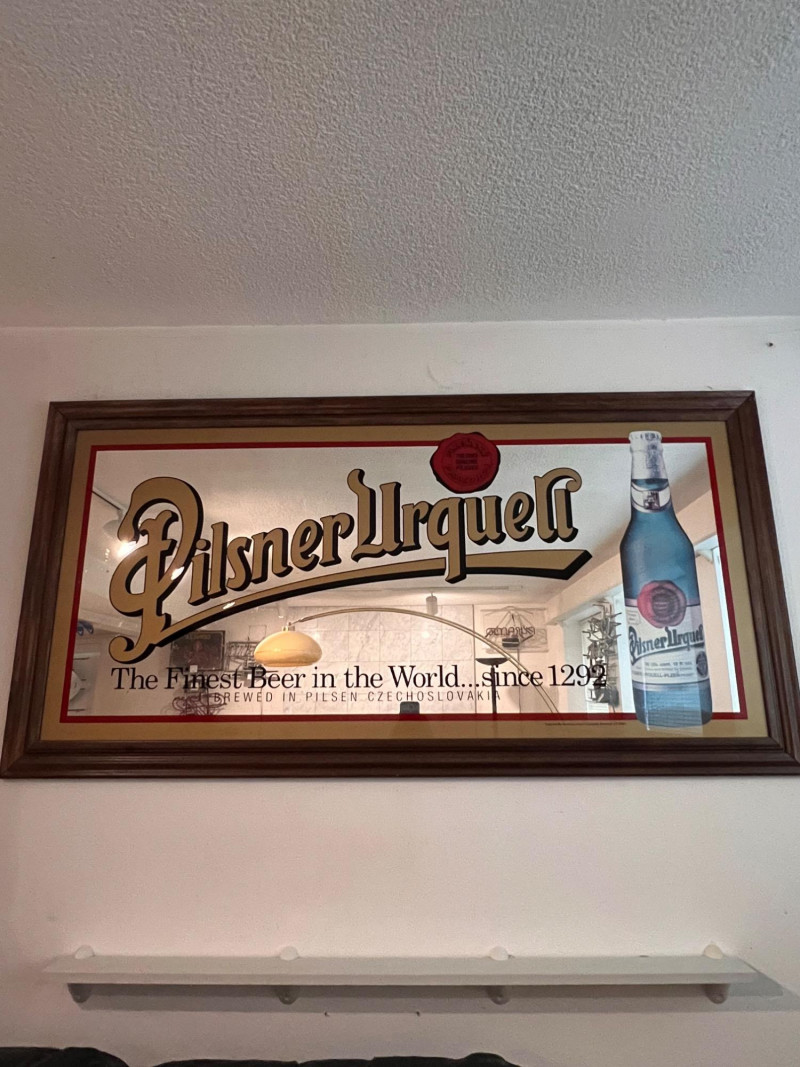 Pilsner Urquell
The Finest Beer in the World...since 1292
BREWED IN PILSEN CZECHOSLOVAKIA
Pilsner Urquell